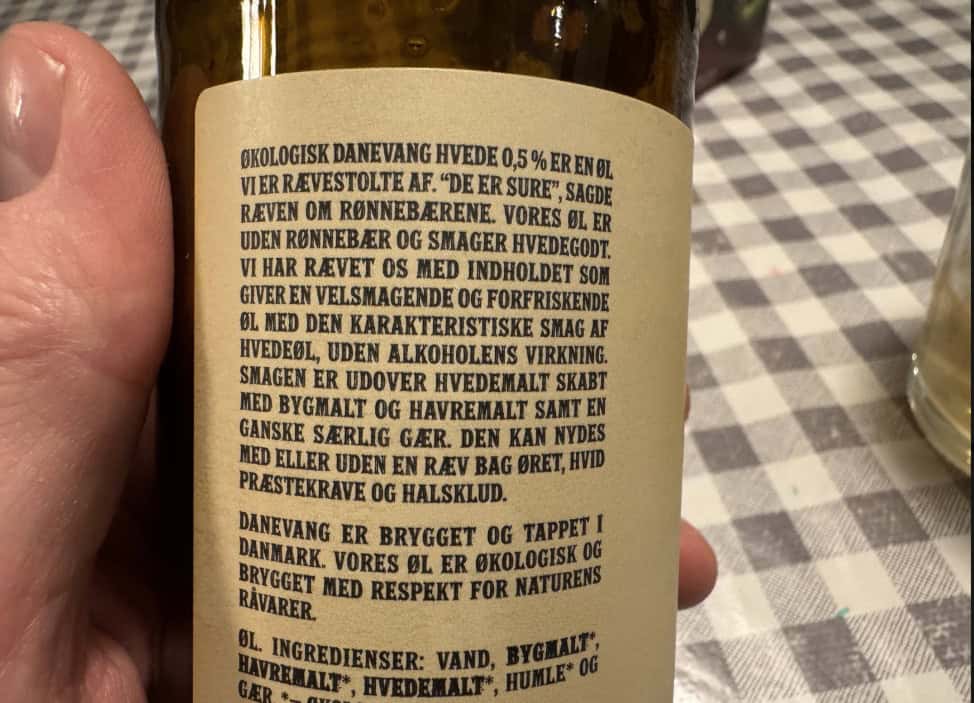 ØKOLOGISK DANEVANG HVEDE 0,5 % ER EN ØL
VI ER RÆVESTOLTE AF. "DE ER SURE", SAGDE
RÆVEN OM RØNNEBÆRENE. VORES ØL ER
UDEN RØNNEBÆR OG SMAGER HVEDEGODT.
VI HAR RÆVET OS MED INDHOLDET SOM
GIVER EN VELSMAGENDE OG FORFRISKENDE
ØL MED DEN KARAKTERISTISKE SMAG AF
HVEDEØL, UDEN ALKOHOLENS VIRKNING.
SMAGEN ER UDOVER HVEDEMALT SKABT
MED BYGMALT OG HAVREMALT SAMT EN
GANSKE SÆRLIG GÆR. DEN KAN NYDES
MED ELLER UDEN EN RÆV BAG ØRET, HVID
PRÆSTEKRAVE OG HALSKLUD.
DANEVANG ER BRYGGET OG TAPPET I
DANMARK. VORES ØL ER ØKOLOGISK OG
BRYGGET MED RESPEKT FOR NATURENS
RÅVARER.
ØL. INGREDIENSER: VAND, BYGMALT*,
HAVREMALT*, HVEDEMALT*, HUMLE* OG
GÆR *=